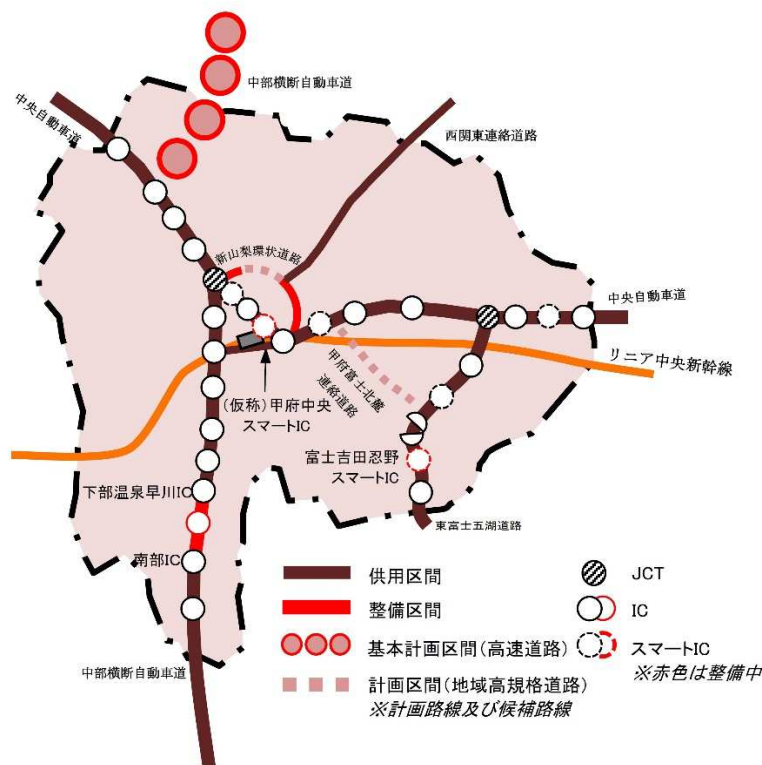 中部横断自動車道
中央自動車道
西関東連絡道路
新山梨環状道路
中央自動車道
リニア中央新幹線
甲府富士北麓
連絡道路
(仮称)甲府中央
スマートIC
富士吉田忍野
スマートIC
下部温泉早川IC
東富士五湖道路
南部IC
中部横断自動車道
供用区間
整備区間
基本計画区間(高速道路)
計画区間(地域高規格道路)
※計画路線及び候補路線
JCT
IC
スマートIC
※赤色は整備中